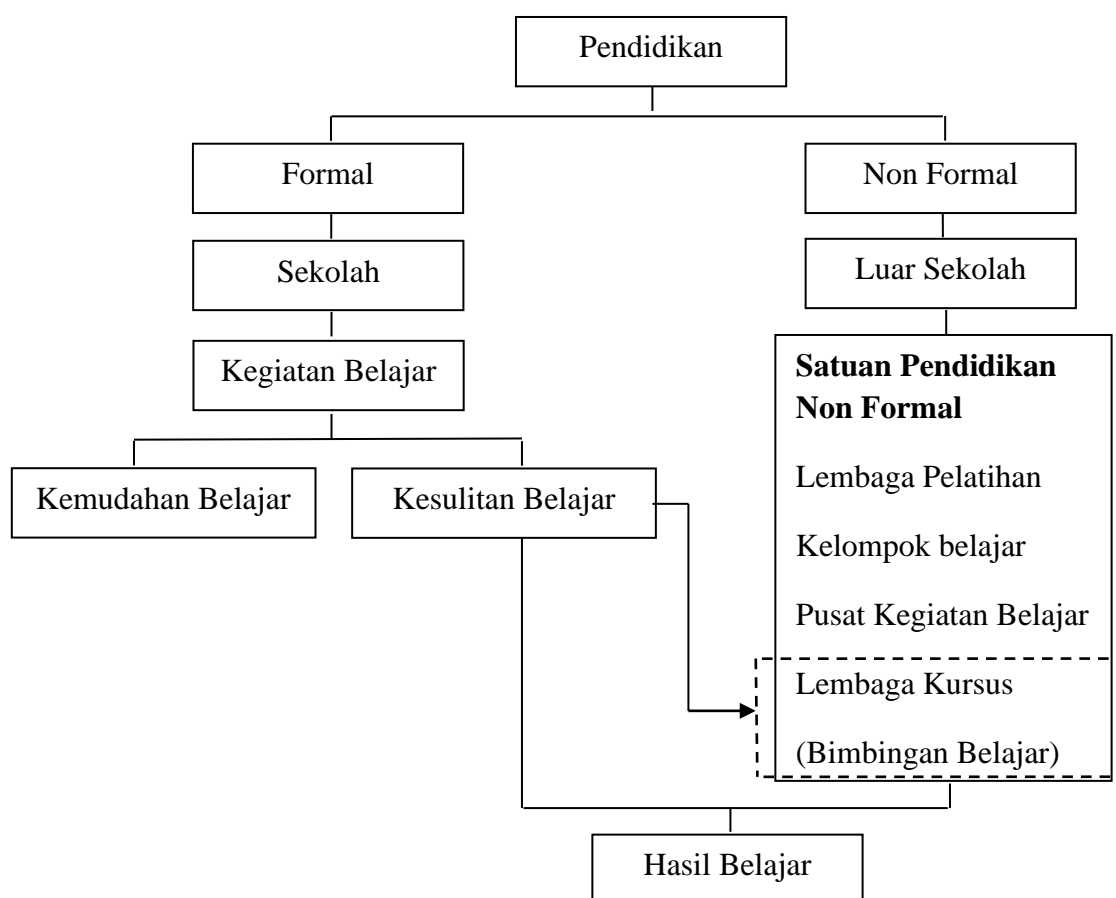 Pendidikan
Formal
Non Formal
Sekolah
Luar Sekolah
Kegiatan Belajar
Satuan Pendidikan
Non Formal
Lembaga Pelatihan
Kelompok belajar
Pusat Kegiatan Belajar
Lembaga Kursus
(Bimbingan Belajar)
Kemudahan Belajar
Kesulitan Belajar
Hasil Belajar